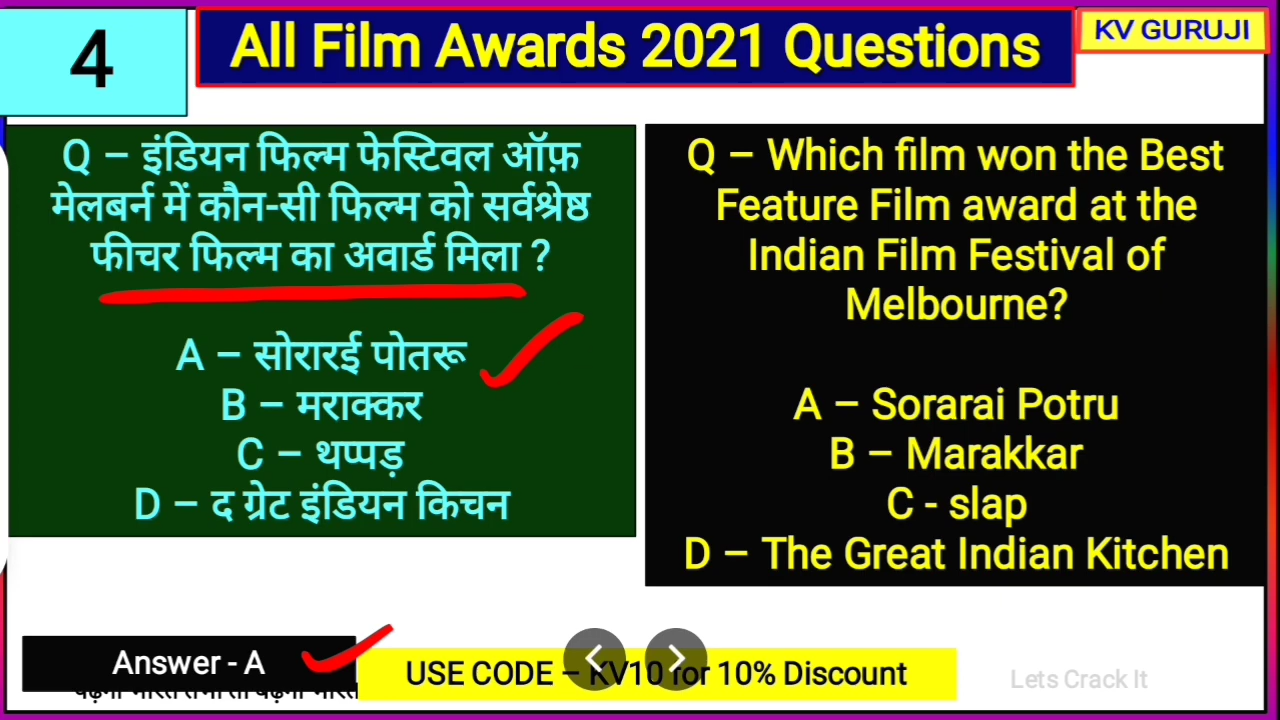 4
All Film Awards 2021 Questions
KV GURUJI
Q – इंडियन फिल्म फेस्टिवल ऑफ़
मेलबर्न में कौन-सी फिल्म को सर्वश्रेष्ठ
फीचर फिल्म का अवार्ड मिला ?
A – सोरारई पोतरू
B – मराक्कर
C – थप्पड़
D – द ग्रेट इंडियन किचन
Q – Which film won the Best
Feature Film award at the
Indian Film Festival of
Melbourne?
A – Sorarai Potru
B – Marakkar
C - slap
D – The Great Indian Kitchen
Answer - A
USE CODE – KV10 for 10% Discount
Lets Crack It